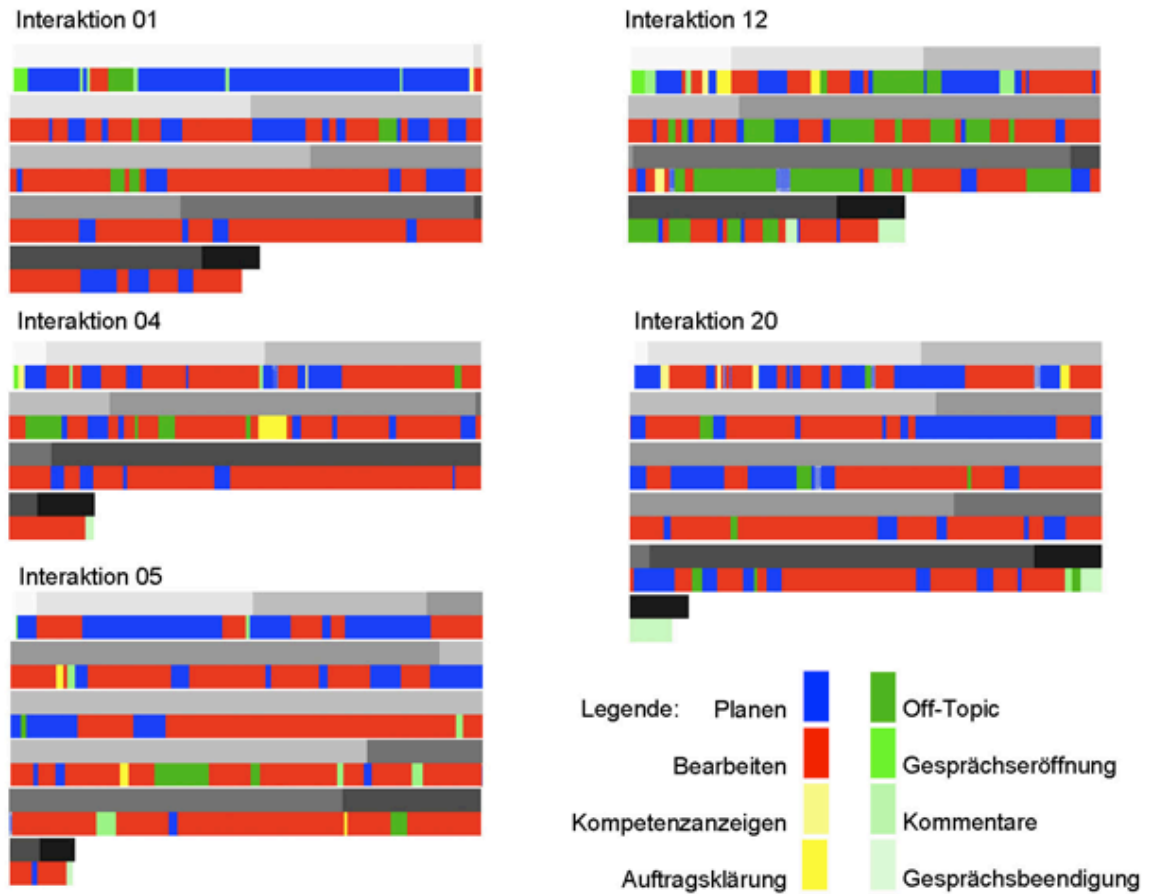 Interaktion 01
Interaktion 12
Interaktion 04
Interaktion 20
Interaktion 05
Legende: Planen
Off-Topic
Bearbeiten
Gesprächseröffnung
Kompetenzanzeigen
Kommentare
Auftragsklärung
Gesprächsbeendigung